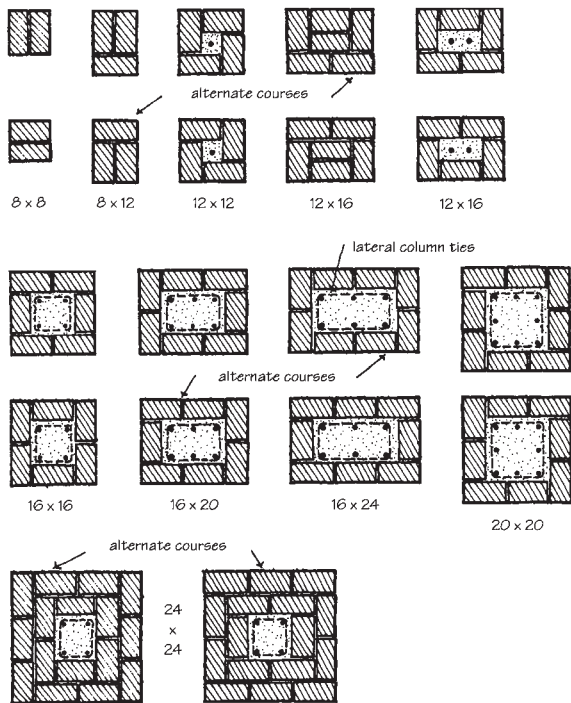 alternate courses
8 x 8
8 x 12
12 x 12
12 x 16
12 x 16
lateral column ties
alternate courses
16 x 16
16 x 20
16 x 24
20 x 20
alternate courses
24
x
24